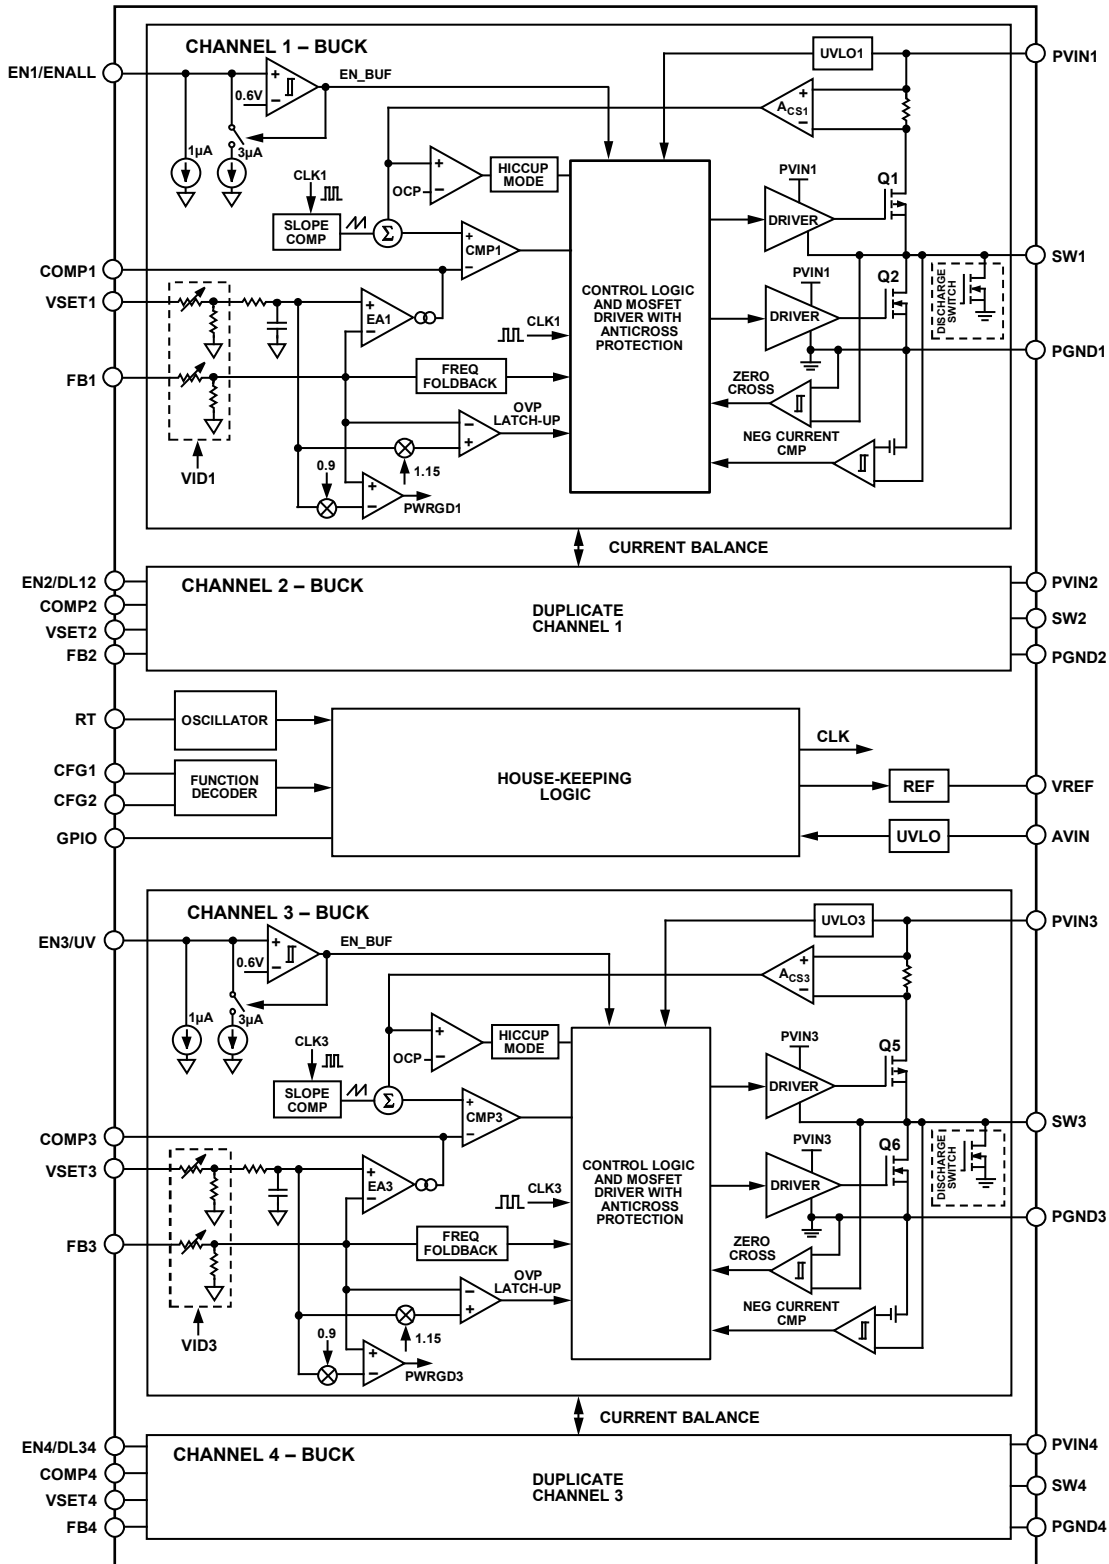 CHANNEL 1 – BUCK
EN1/ENALL
0.6V
EN_BUF
1µA
3µA
UVLO1
PVIN1
ACS1
CLK1
OCP
HICCUP
MODE
SLOPE
COMP
Σ
CMP1
CONTROL LOGIC
AND MOSFET
DRIVER WITH
ANTICROSS
PROTECTION
PVIN1
DRIVER
Q1
SW1
PVIN1
DRIVER
Q2
DISCHARGE
SWITCH
PGND1
COMP1
VSET1
EA1
CLK1
FB1
FREQ
FOLDBACK
ZERO
CROSS
OVP
LATCH-UP
NEG CURRENT
CMP
VID1
0.9
1.15
PWRGD1
CURRENT BALANCE
EN2/DL12
COMP2
VSET2
FB2
CHANNEL 2 – BUCK
DUPLICATE
CHANNEL 1
PVIN2
SW2
PGND2
RT
OSCILLATOR
CFG1
CFG2
FUNCTION
DECODER
GPIO
HOUSE-KEEPING
LOGIC
CLK
REF
VREF
UVLO
AVIN
CHANNEL 3 – BUCK
EN3/UV
0.6V
EN_BUF
1µA
3µA
UVLO3
PVIN3
ACS3
CLK3
OCP
HICCUP
MODE
SLOPE
COMP
Σ
CMP3
CONTROL LOGIC
AND MOSFET
DRIVER WITH
ANTICROSS
PROTECTION
PVIN3
DRIVER
Q5
SW3
PVIN3
DRIVER
Q6
DISCHARGE
SWITCH
PGND3
COMP3
VSET3
EA3
CLK3
FB3
FREQ
FOLDBACK
ZERO
CROSS
OVP
LATCH-UP
NEG CURRENT
CMP
VID3
0.9
1.15
PWRGD3
CURRENT BALANCE
EN4/DL34
COMP4
VSET4
FB4
CHANNEL 4 – BUCK
DUPLICATE
CHANNEL 3
PVIN4
SW4
PGND4